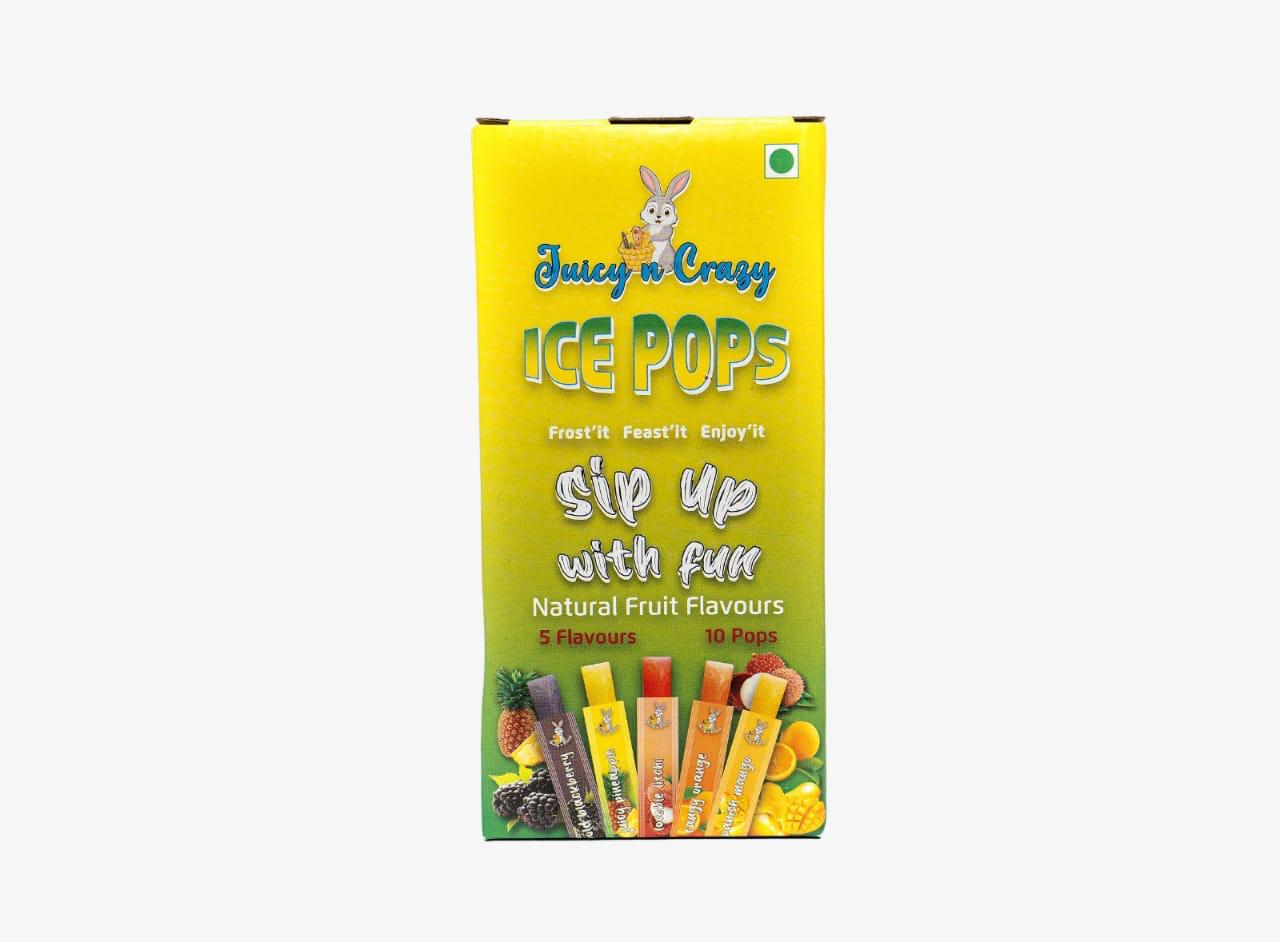 Juicy n Crazy
ICE POPS
Frost'it Feast'it Enjoy'it
Sip up
with fun
Natural Fruit Flavours
5 Flavours 10 Pops
blackberry
juicy pineapple
litchi
tangy orange
mango